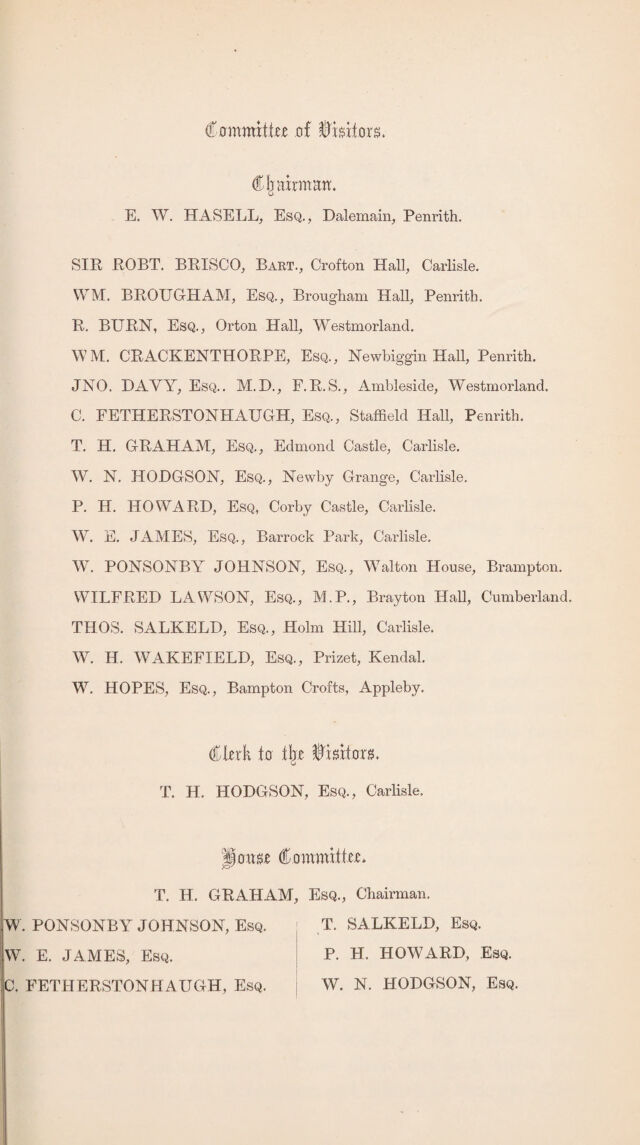 Committee of Visitors.
Chairman.
E. W. HASELL, Esq., Dalemain, Penrith.
SIR ROBT. BRISCO, Bart., Crofton Hall, Carlisle.
WM. BROUGHAM, Esq., Brougham Hall, Penrith.
R. BURN, Esq., Orton Hall, Westmorland.
WM. CRACKENTHORPE, Esq., Newbiggin Hall, Penrith.
JNO. DAVY, Esq.. M.D., F.R.S., Ambleside, Westmorland.
C. FETHERSTONHAUGH, Esq., Staffield Hall, Penrith.
T. H. GRAHAM, Esq., Edmond Castle, Carlisle.
W. N. HODGSON, Esq., Newby Grange, Carlisle.
P. H. HOWARD, Esq, Corby Castle, Carlisle.
W. E. JAMES, Esq., Barrock Park, Carlisle.
W. PONSONBY JOHNSON, Esq., Walton House, Brampton.
WILFRED LAWSON, Esq., M.P., Brayton Hall, Cumberland.
THOS. SALKELD, Esq., Holm Hill, Carlisle.
W. H. WAKEFIELD, Esq., Prizet, Kendal.
W. HOPES, Esq., Bampton Crofts, Appleby.
Clerk to the Visitors.
T. H. HODGSON, Esq., Carlisle.
House Committee.
T. H. GRAHAM, Esq., Chairman.
W. PONSONBY JOHNSON, Esq.
W. E. JAMES, Esq.
C. FETHERSTONHAUGH, Esq.
T. SALKELD, Esq.
P. H. HOWARD, Esq.
W. N. HODGSON, Esq.